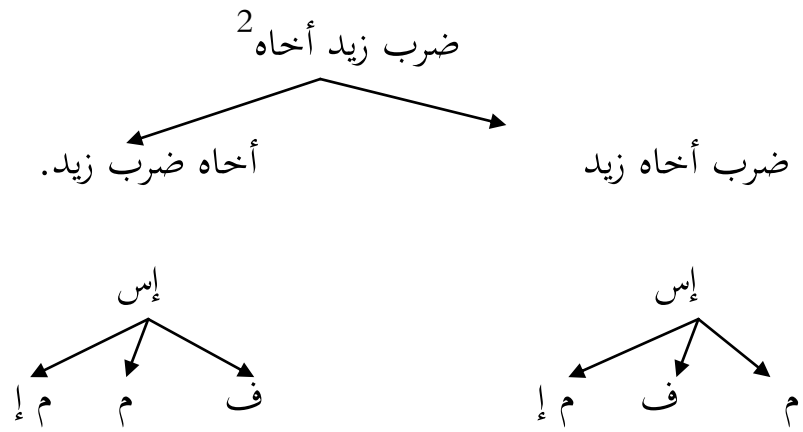 ضرب زيد أخاه2
ضرب أخاه زيد أخاه ضرب زيد.
إس إس
م ف م إ ف م م إ